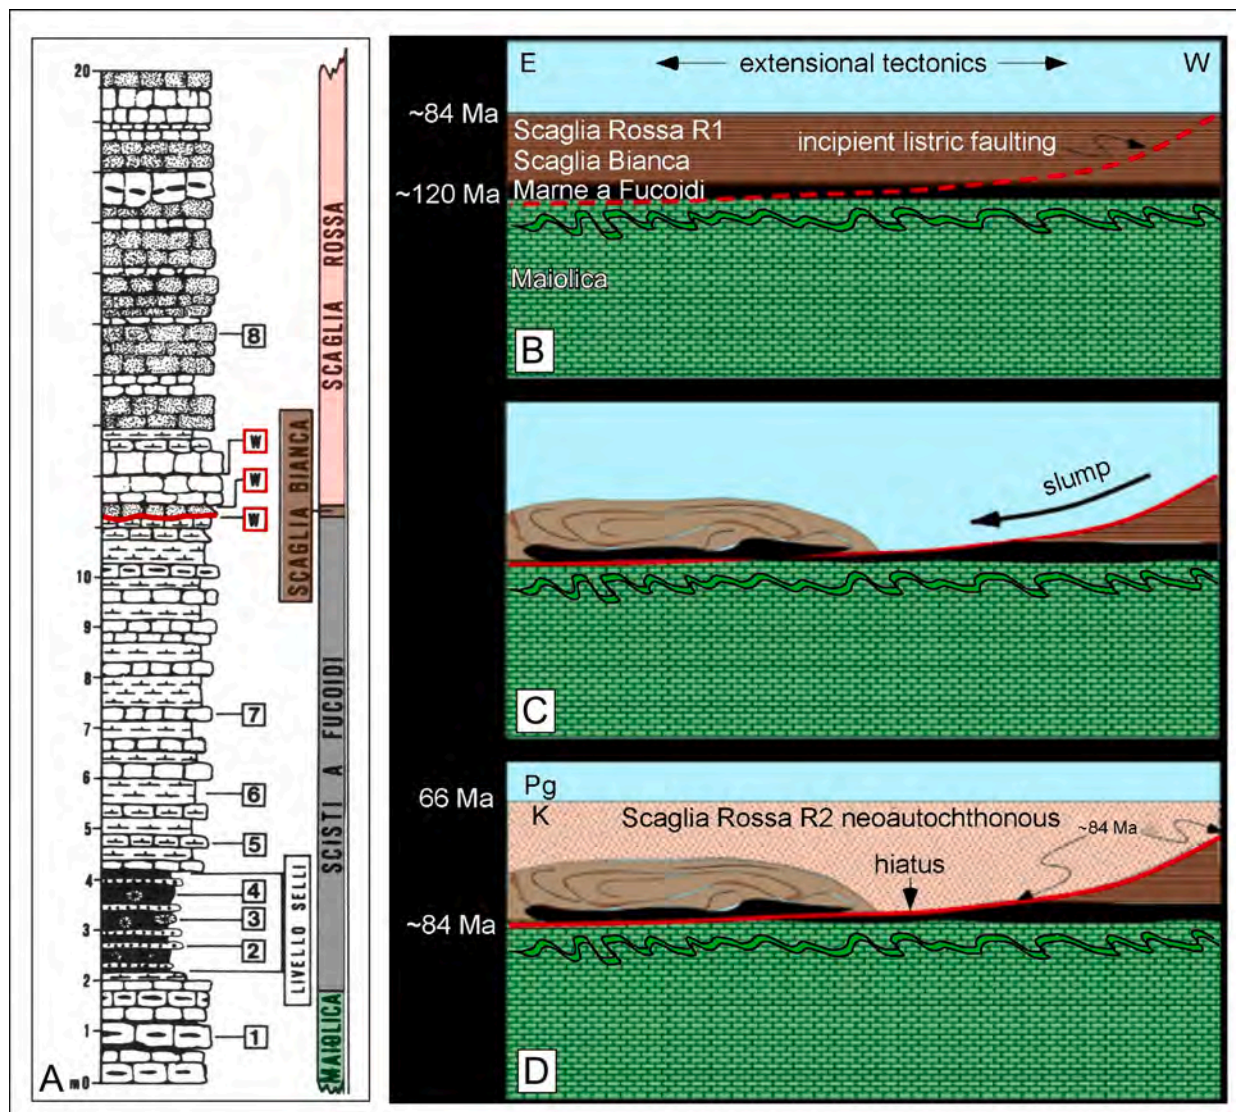 20
10
9
8
7
6
5
4
3
2
1
m0
8
W
W
W
7
6
5
4
3
2
1
SCAGLIA BIANCA
LIVELLO SELLI
SCAGLIA ROSSA
SCISTI A FUCOIDI
MAIOLICA
A
E
extensional tectonics
W
~84 Ma
Scaglia Rossa R1
incipient listric faulting
Scaglia Bianca
~120 Ma
Marne a Fucoidi
Maiolica
B
slump
C
Pg
66 Ma
K
Scaglia Rossa R2 neoautochthonous
~84 Ma
hiatus
~84 Ma
D